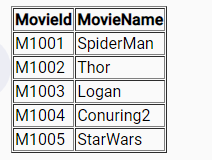 MovieId MovieName
M1001 SpiderMan
M1002 Thor
M1003 Logan
M1004 Conuring2
M1005 StarWars